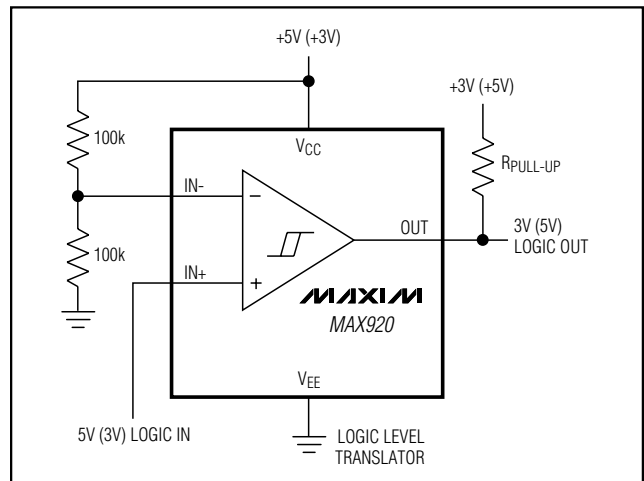 +5V (+3V)
+3V (+5V)
100k
VCC
RPULL-UP
IN-
−
OUT
3V (5V)
LOGIC OUT
100k
IN+
+
MAXIM
MAX920
VEE
5V (3V) LOGIC IN
LOGIC LEVEL
TRANSLATOR